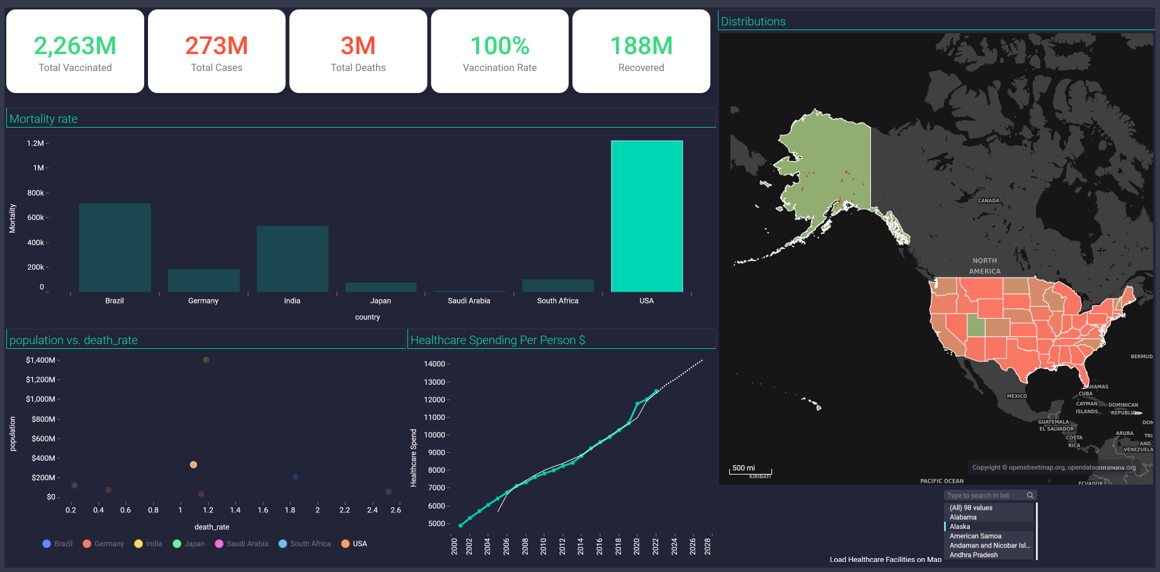 2,263M
Total Vaccinated
273M
Total Cases
3M
Total Deaths
100%
Vaccination Rate
188M
Recovered
Distributions
Mortality rate
1.2M
1M
800k
600k
400k
200k
0
Mortality
Brazil Germany India Japan Saudi Arabia South Africa USA
country
population vs. death_rate
$1,400M
$1,200M
$1,000M
$800M
$600M
$400M
$200M
$0
population
0.2 0.4 0.6 0.8 1 1.2 1.4 1.6 1.8 2 2.2 2.4 2.6
death_rate
Brazil Germany India Japan Saudi Arabia South Africa USA
Healthcare Spending Per Person $
14000
13000
12000
11000
10000
9000
8000
7000
6000
5000
Healthcare Spend
2000 2002 2004 2006 2008 2010 2012 2014 2016 2018 2020 2022 2024 2026 2028
CANADA
NORTH
AMERICA
BERMUD
MEXICO
BAHAMAS
CUBA
CAYMAN
ISLANDS...
DOMINICAN
REPUBLIC
GUATEMALA
EL SALVADOR
COSTA
RICA
ARUBA
TRI
AND
VENEZUELA
500 mi
KIRIBATI
Copyright © openstreetmap.org, opendatacommons.org
PACIFIC OCEAN
ECUADOR
Type to search in list
(All) 98 values
Alabama
Alaska
American Samoa
Andaman and Nicobar Isl...
Andhra Pradesh
Load Healthcare Facilities on Map